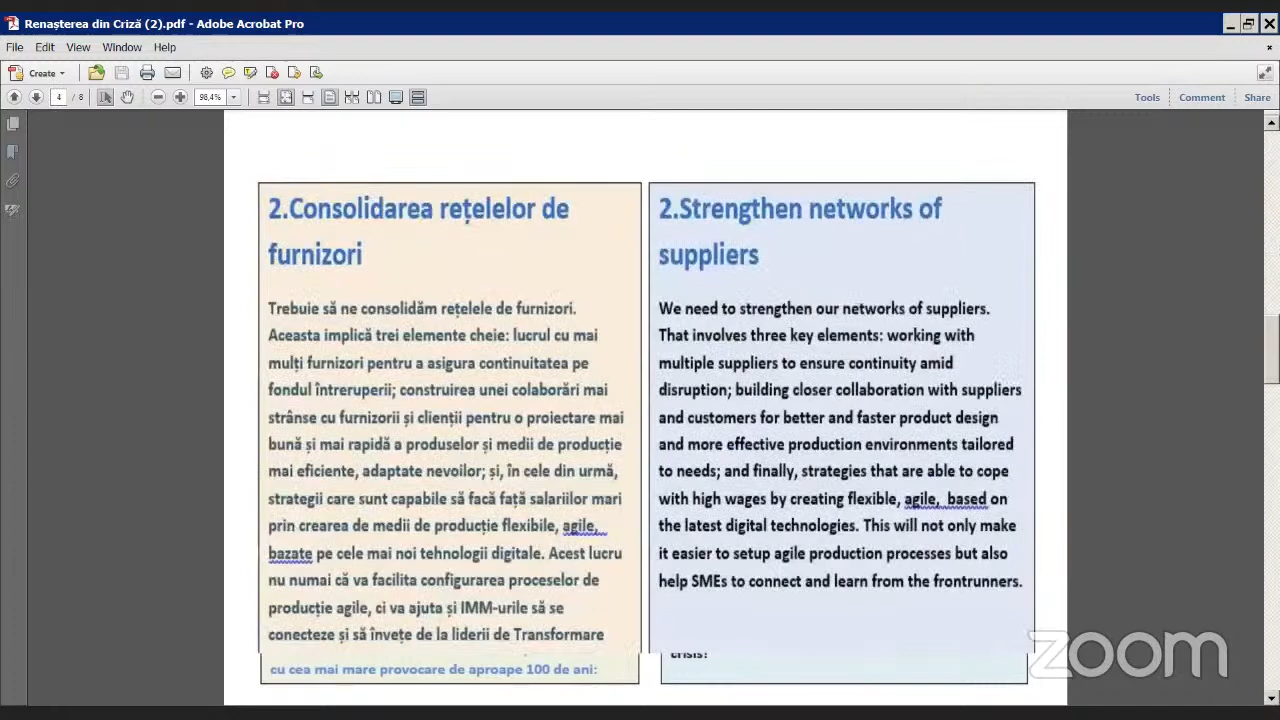 Renașterea din Criză (2).pdf - Adobe Acrobat Pro
File Edit View Window Help
Create
4 / 8 98,4% Tools Comment Share
2.Consolidarea rețelelor de
furnizori
Trebuie să ne consolidăm rețelele de furnizori.
Aceasta implică trei elemente cheie: lucrul cu mai
mulți furnizori pentru a asigura continuitatea pe
fondul întreruperii; construirea unei colaborări mai
strânse cu furnizorii și clienții pentru o proiectare mai
bună și mai rapidă a produselor și medii de producție
mai eficiente, adaptate nevoilor; și, în cele din urmă,
strategii care sunt capabile să facă față salariilor mari
prin crearea de medii de producție flexibile, agile,
bazate pe cele mai noi tehnologii digitale. Acest lucru
nu numai că va facilita configurarea proceselor de
producție agile, ci va ajuta și IMM-urile să se
conecteze și să învețe de la liderii de Transformare
cu cea mai mare provocare de aproape 100 de ani:
2.Strengthen networks of
suppliers
We need to strengthen our networks of suppliers.
That involves three key elements: working with
multiple suppliers to ensure continuity amid
disruption; building closer collaboration with suppliers
and customers for better and faster product design
and more effective production environments tailored
to needs; and finally, strategies that are able to cope
with high wages by creating flexible, agile, based on
the latest digital technologies. This will not only make
it easier to setup agile production processes but also
help SMEs to connect and learn from the frontrunners.
crisis!
zoom